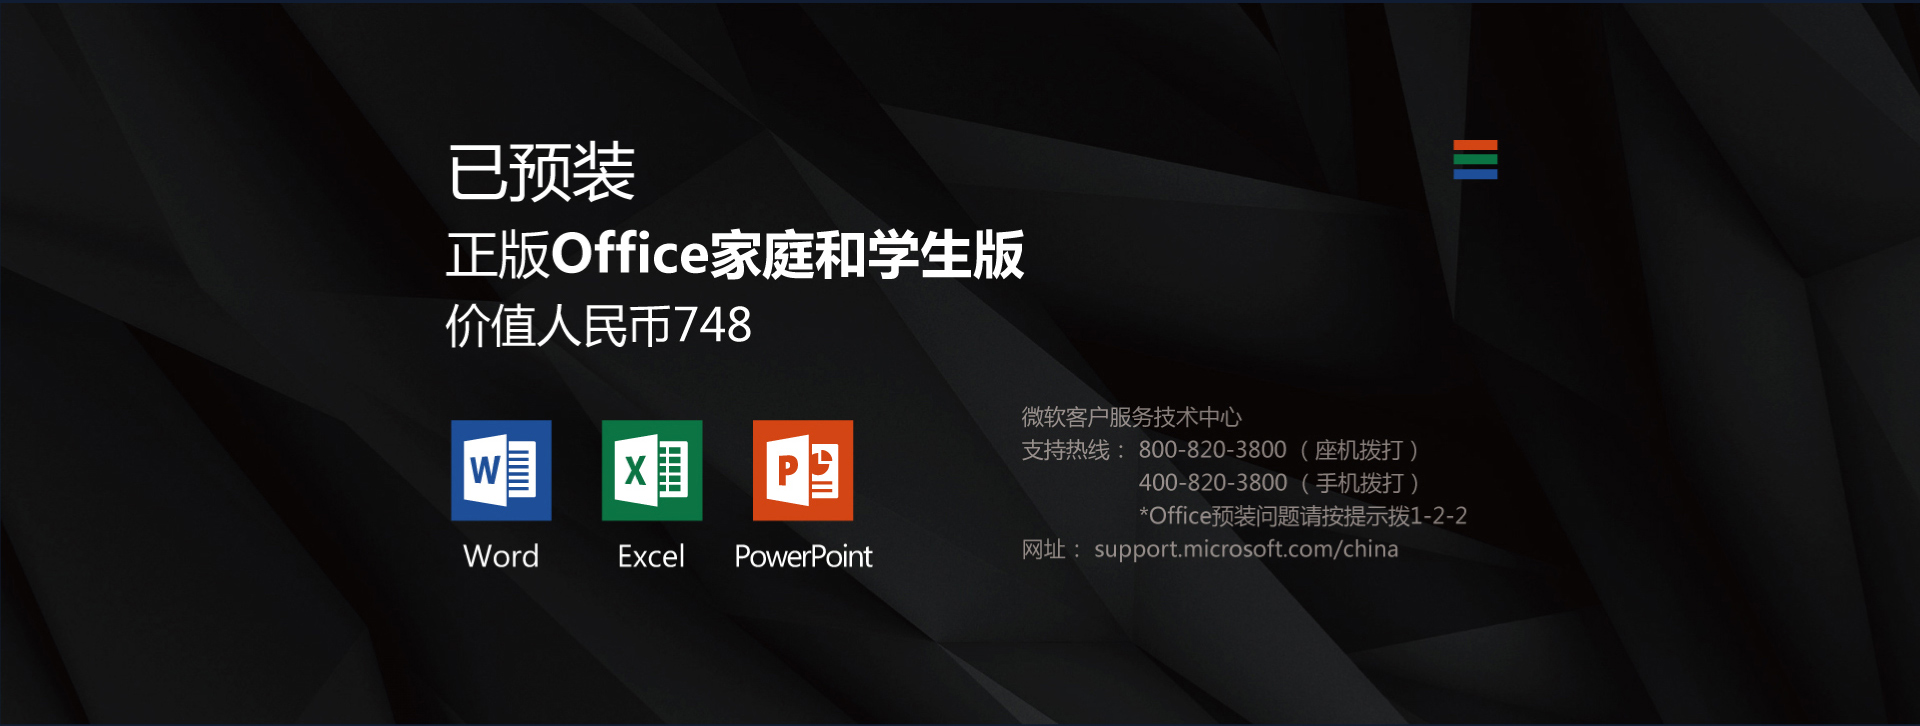 已预装
正版Office家庭和学生版
价值人民币748
W
X
P
Word
Excel
PowerPoint
微软客户服务技术中心
支持热线： 800-820-3800（座机拨打）
400-820-3800（手机拨打）
*Office预装问题请按提示拨1-2-2
网址： support.microsoft.com/china